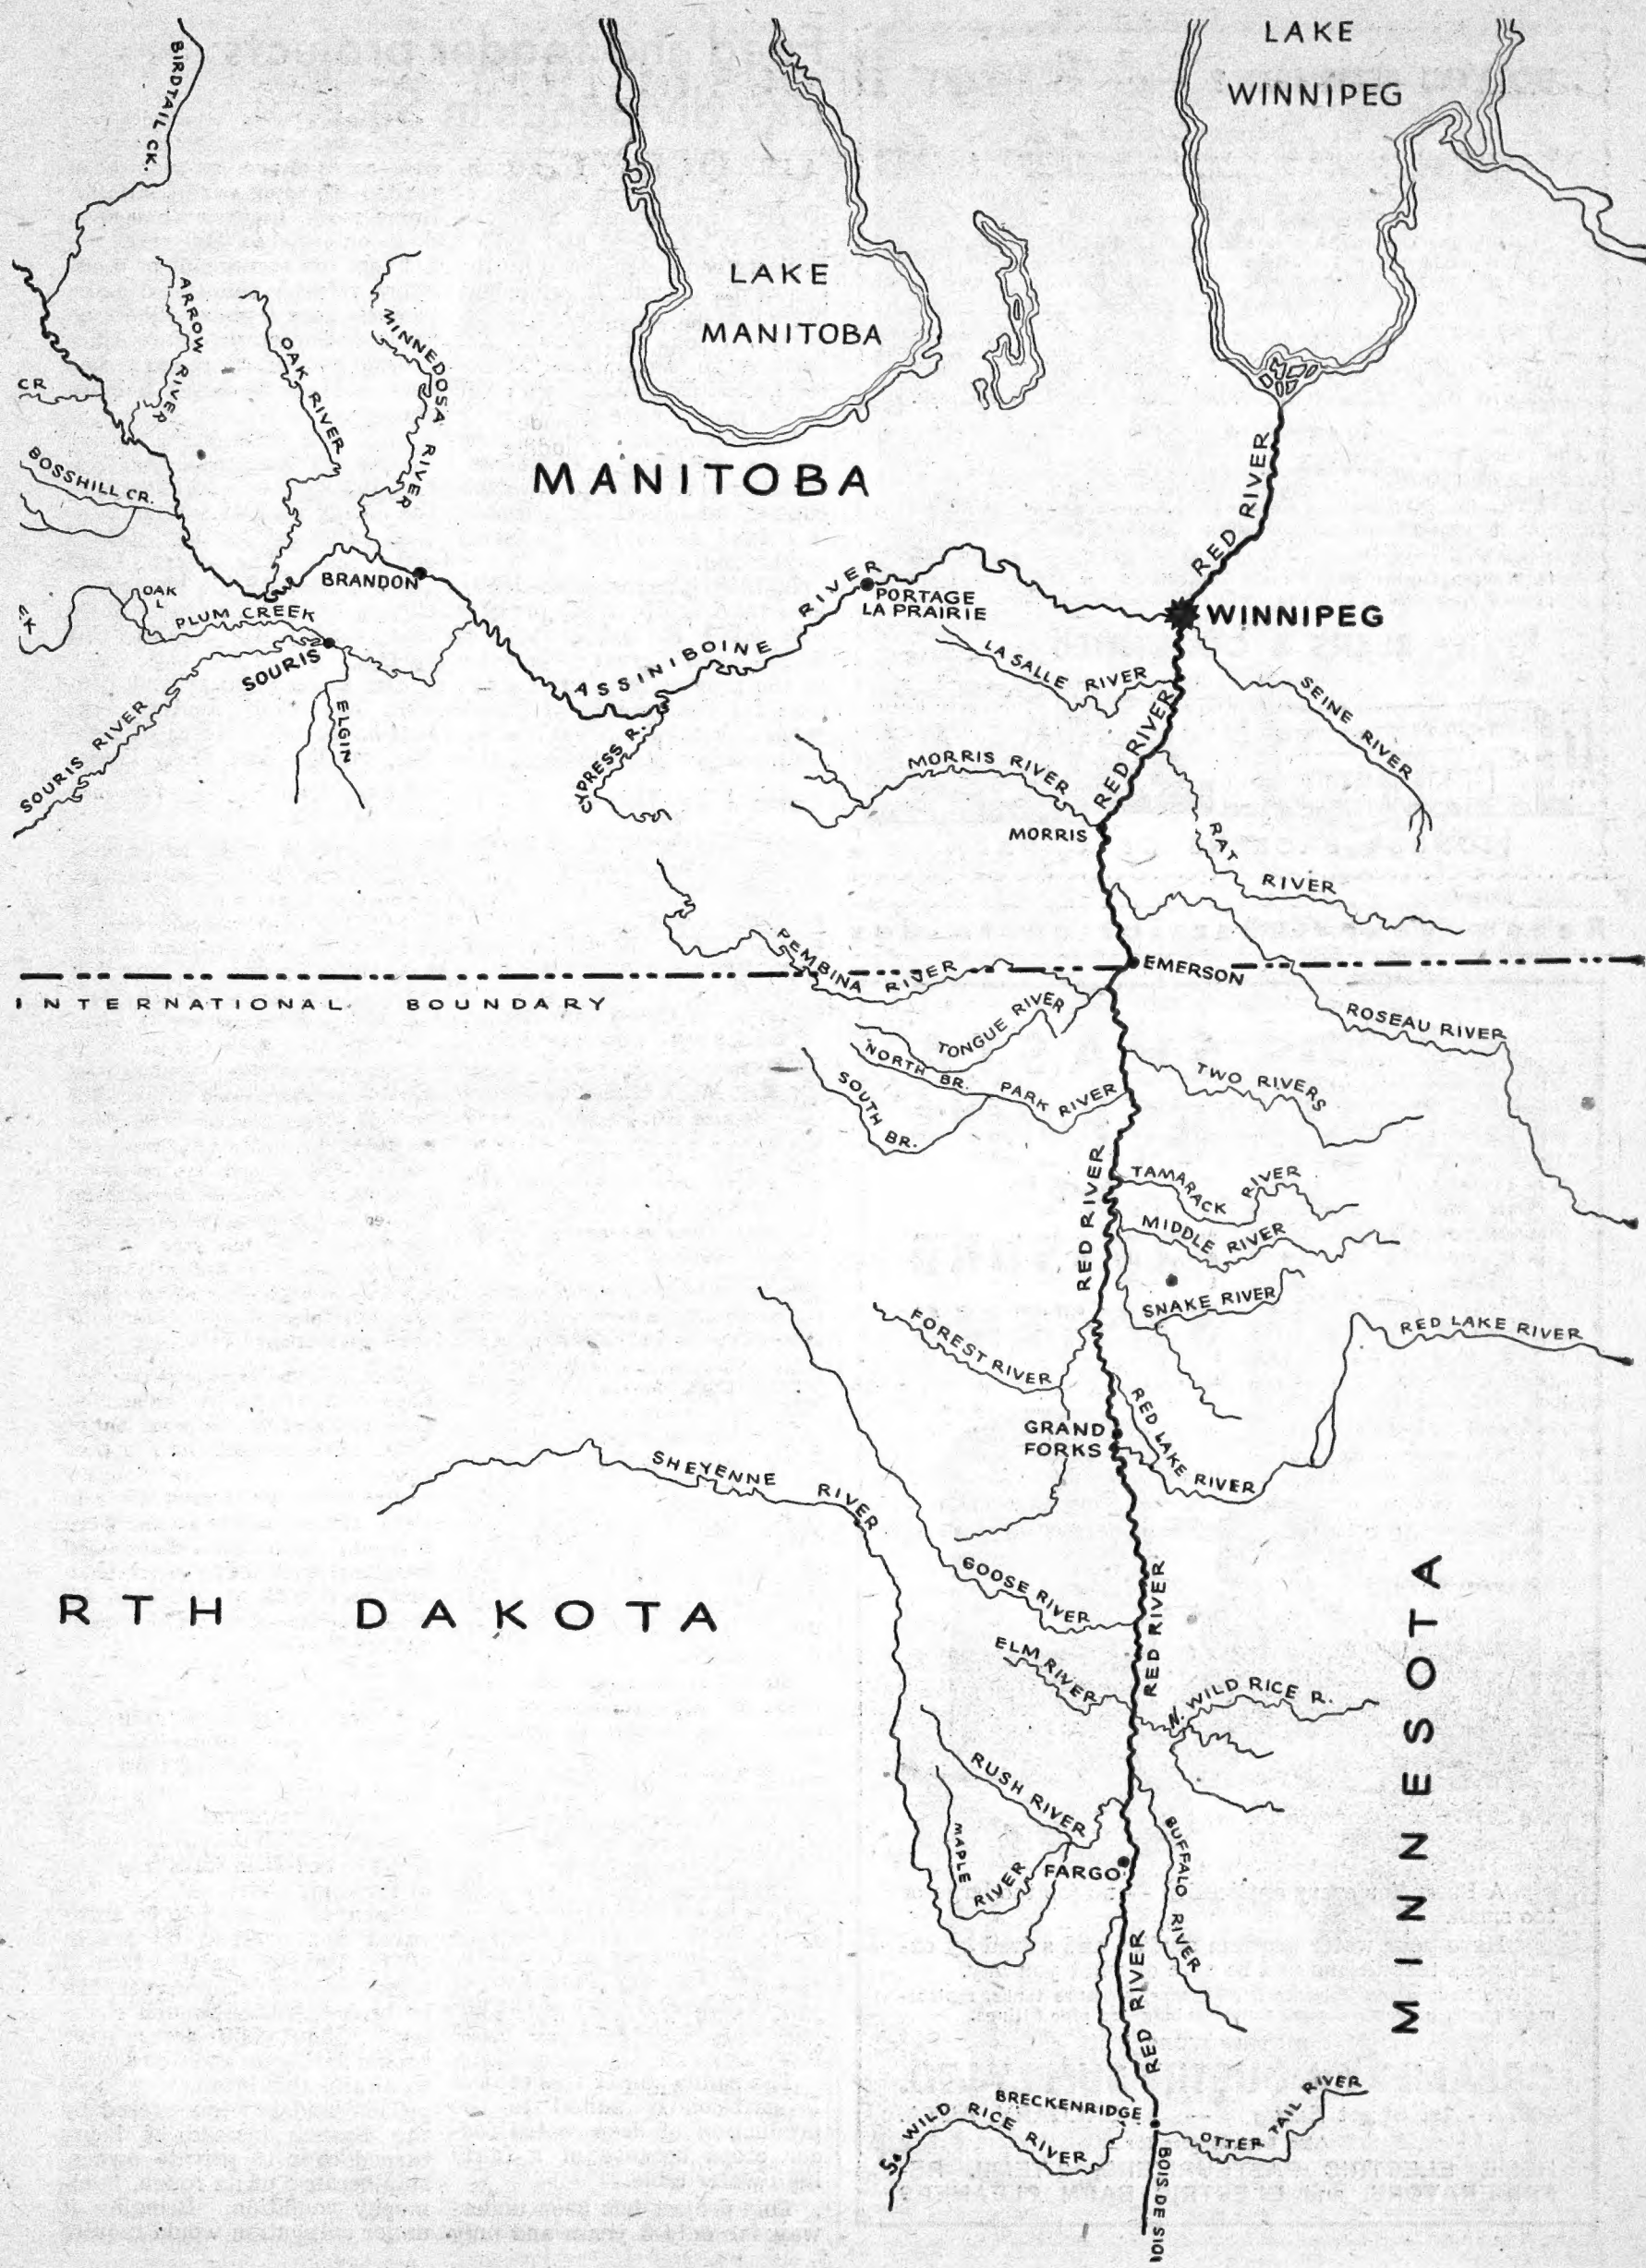 LAKE
WINNIPEG
BIRDTAIL CK.
LAKE
MANITOBA
ARROW RIVER
OAK RIVER
MINNEDOSA RIVER
CR.
BOSSHILL CR.
MANITOBA
RED RIVER
BRANDON
OAK
L
PLUM CREEK
CK
SOURIS
ELGIN
SOURIS RIVER
ASSINIBOINE RIVER
PORTAGE
LA PRAIRIE
WINNIPEG
LA SALLE RIVER
SEINE RIVER
RED RIVER
CYPRESS R.
MORRIS RIVER
MORRIS
RAT RIVER
PEMBINA RIVER
EMERSON
INTERNATIONAL BOUNDARY
ROSEAU RIVER
TONGUE RIVER
NORTH BR. PARK RIVER
SOUTH BR.
TWO RIVERS
RED RIVER
TAMARACK RIVER
MIDDLE RIVER
SNAKE RIVER
FOREST RIVER
RED LAKE RIVER
GRAND
FORKS
RED LAKE RIVER
SHEYENNE RIVER
GOOSE RIVER
RTH DAKOTA
MINNESOTA
RED RIVER
ELM RIVER
N. WILD RICE R.
RUSH RIVER
MAPLE RIVER
FARGO
BUFFALO RIVER
RED RIVER
BRECKENRIDGE
So WILD RICE RIVER
OTTER TAIL RIVER
BOIS DE SIOI